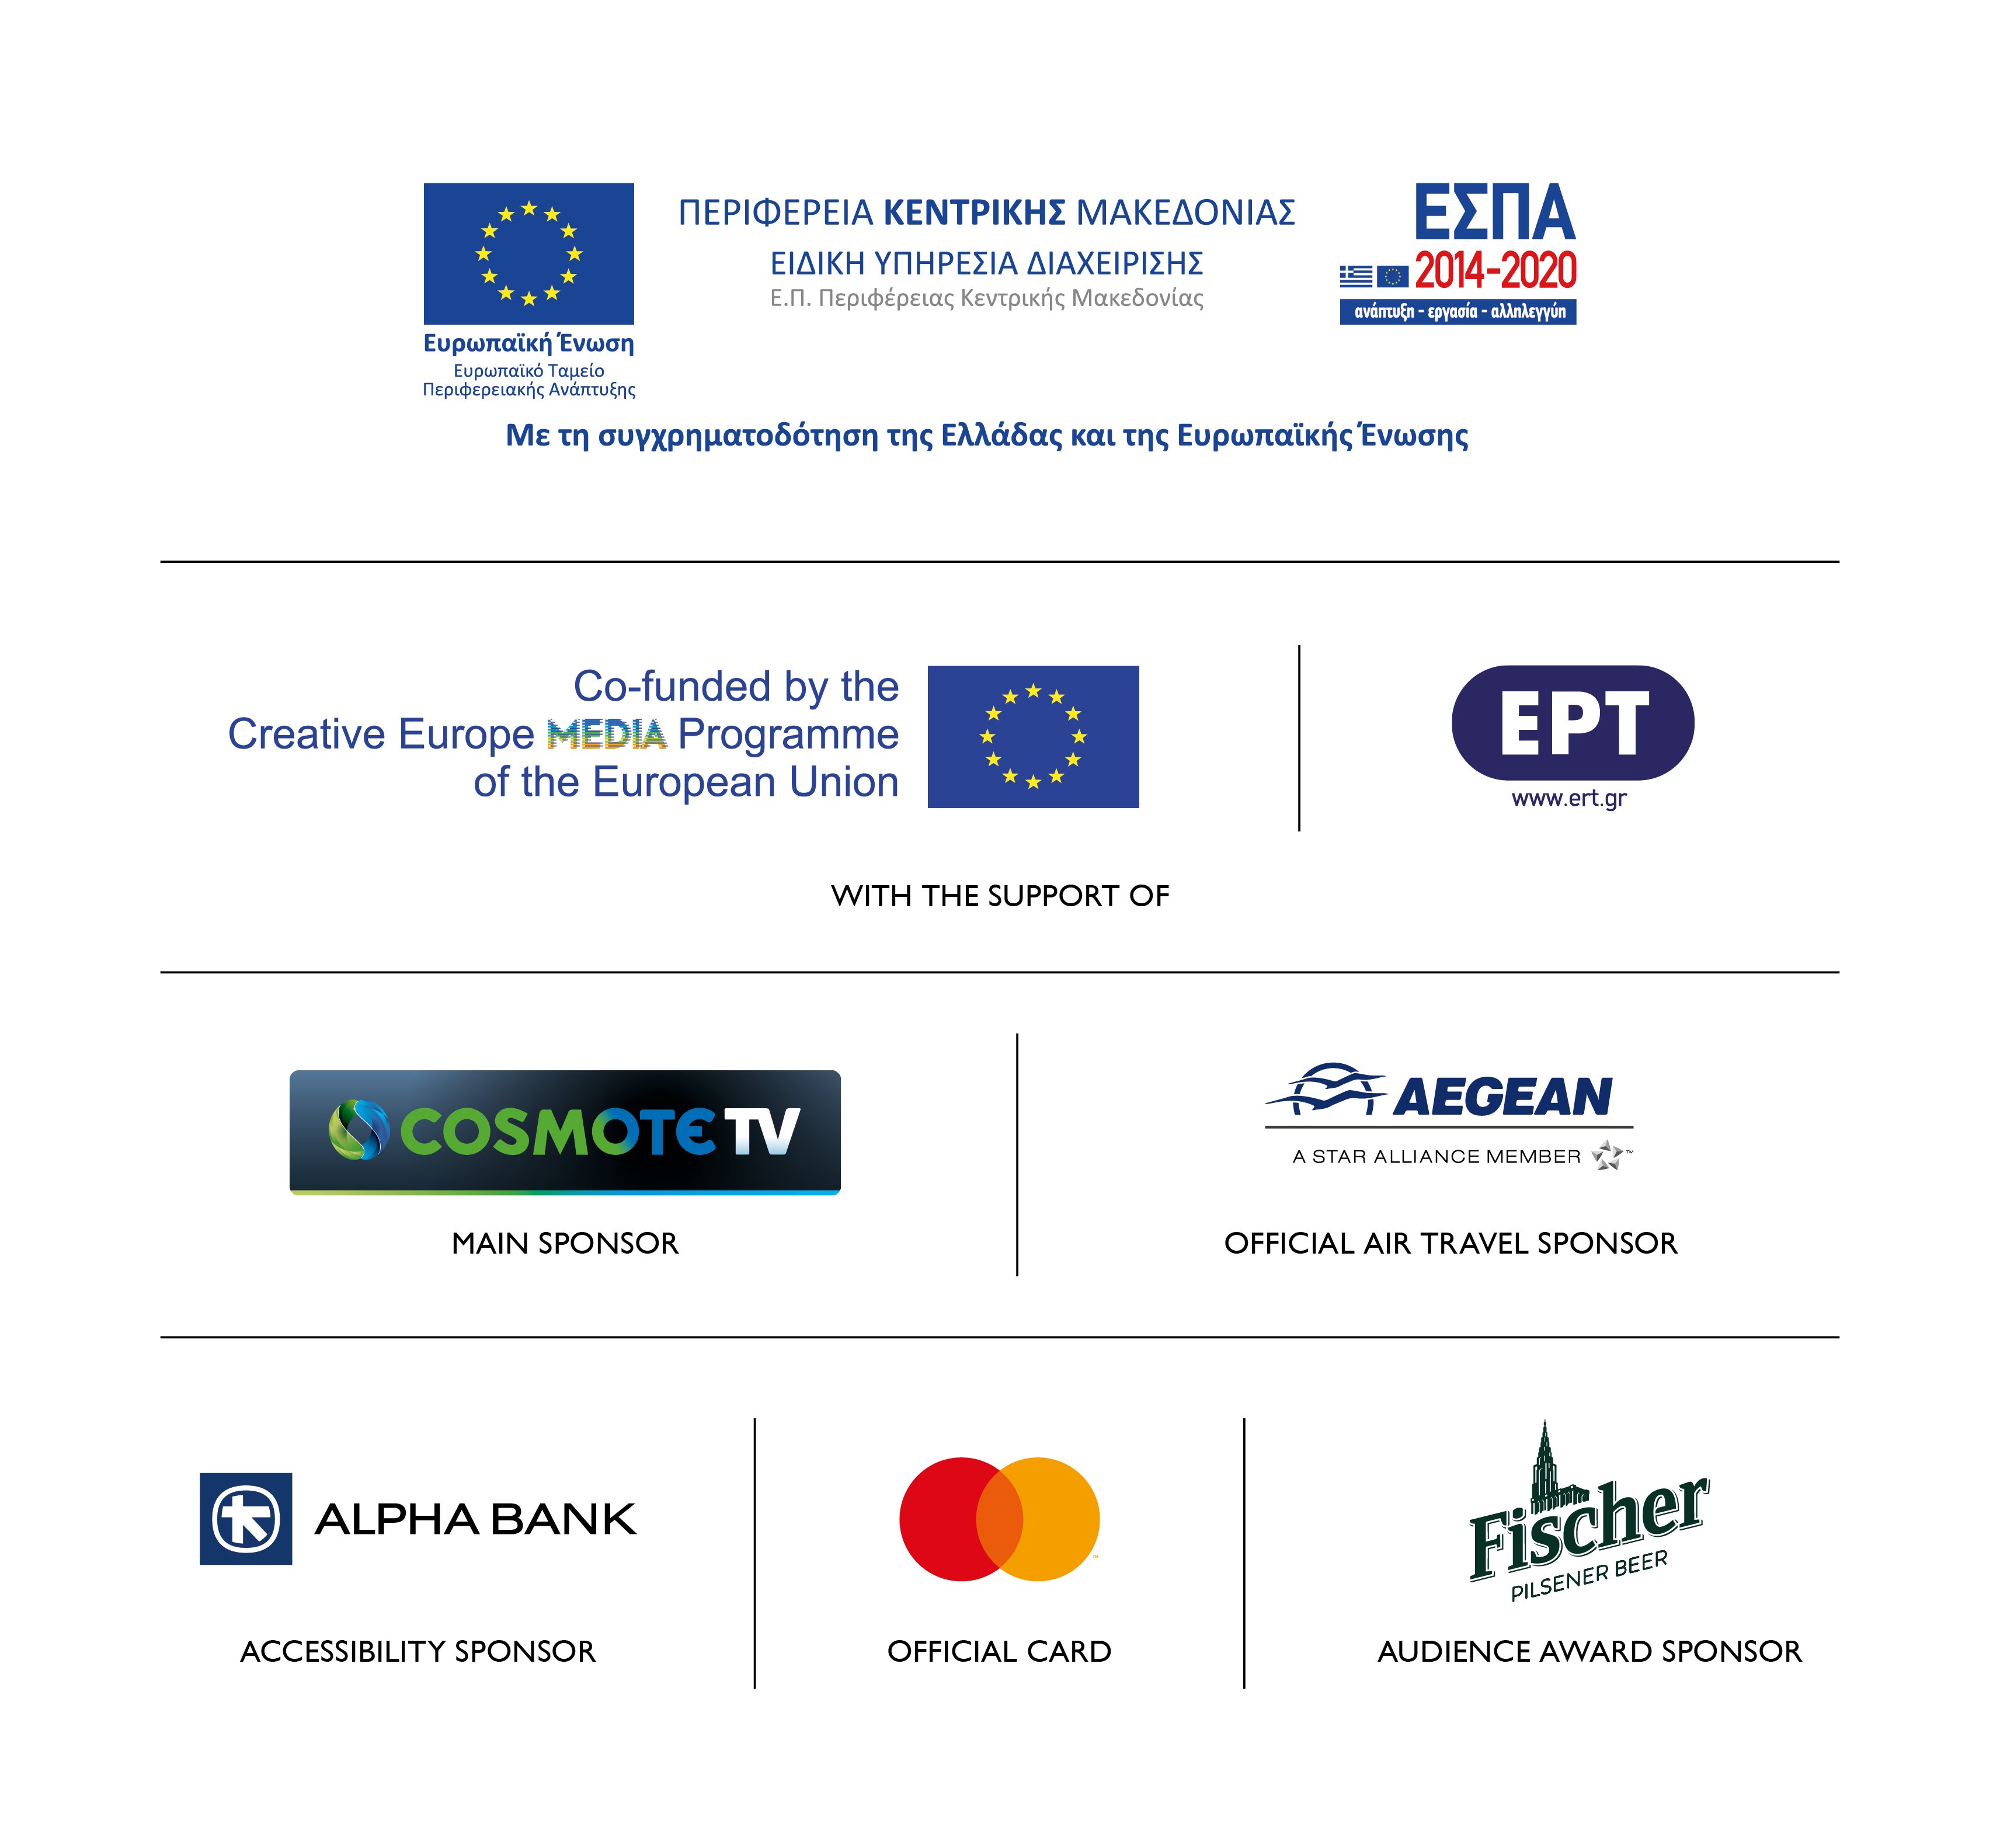 Ευρωπαϊκή Ένωση
Ευρωπαϊκό Ταμείο
Περιφερειακής Ανάπτυξης
ΠΕΡΙΦΕΡΕΙΑ ΚΕΝΤΡΙΚΗΣ ΜΑΚΕΔΟΝΙΑΣ
ΕΙΔΙΚΗ ΥΠΗΡΕΣΙΑ ΔΙΑΧΕΙΡΙΣΗΣ
Ε.Π. Περιφέρειας Κεντρικής Μακεδονίας
ΕΣΠΑ
2014-2020
ανάπτυξη - εργασία - αλληλεγγύη
Με τη συγχρηματοδότηση της Ελλάδας και της Ευρωπαϊκής Ένωσης
Co-funded by the
Creative Europe MEDIA Programme
of the European Union
ΕΡΤ
www.ert.gr
WITH THE SUPPORT OF
COSMOTE TV
MAIN SPONSOR
AEGEAN
A STAR ALLIANCE MEMBER ™
OFFICIAL AIR TRAVEL SPONSOR
ALPHA BANK
ACCESSIBILITY SPONSOR
™
OFFICIAL CARD
Fischer
PILSENER BEER
AUDIENCE AWARD SPONSOR